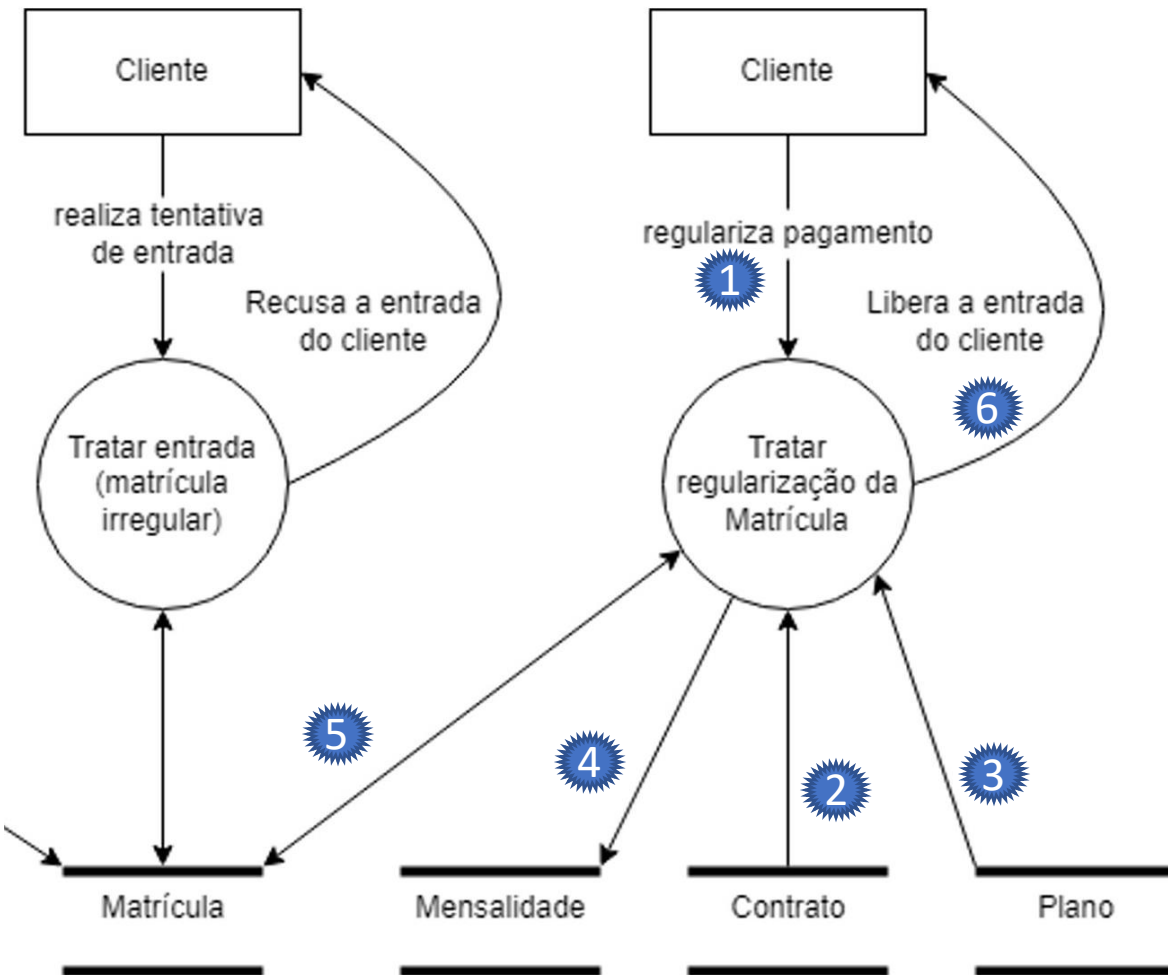 Cliente
realiza tentativa
de entrada
Recusa a entrada
do cliente
Tratar entrada
(matrícula
irregular)
Cliente
regulariza pagamento
1
Libera a entrada
do cliente
6
Tratar
regularização da
Matrícula
5
4
2
3
Matrícula
Mensalidade
Contrato
Plano